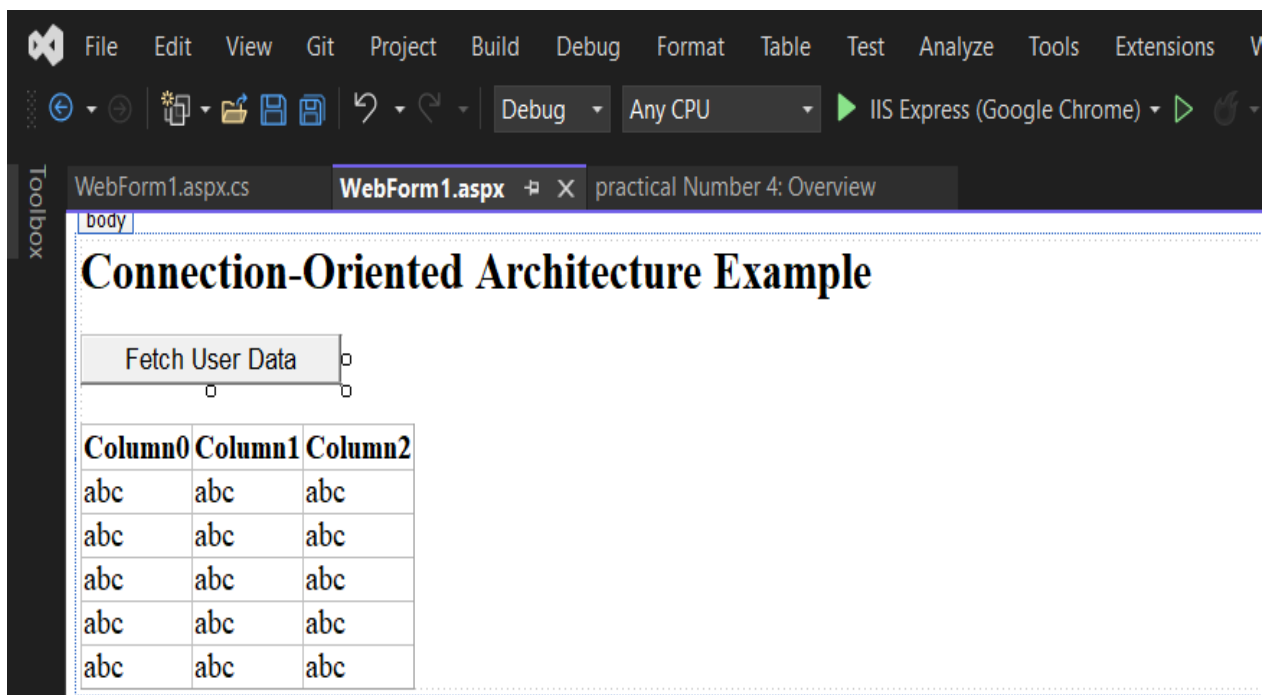 File Edit View Git Project Build Debug Format Table Test Analyze Tools Extensions
Debug Any CPU IIS Express (Google Chrome)
Toolbox
WebForm1.aspx.cs WebForm1.aspx practical Number 4: Overview
body
Connection-Oriented Architecture Example
Fetch User Data
Column0 Column1 Column2
abc abc abc
abc abc abc
abc abc abc
abc abc abc
abc abc abc